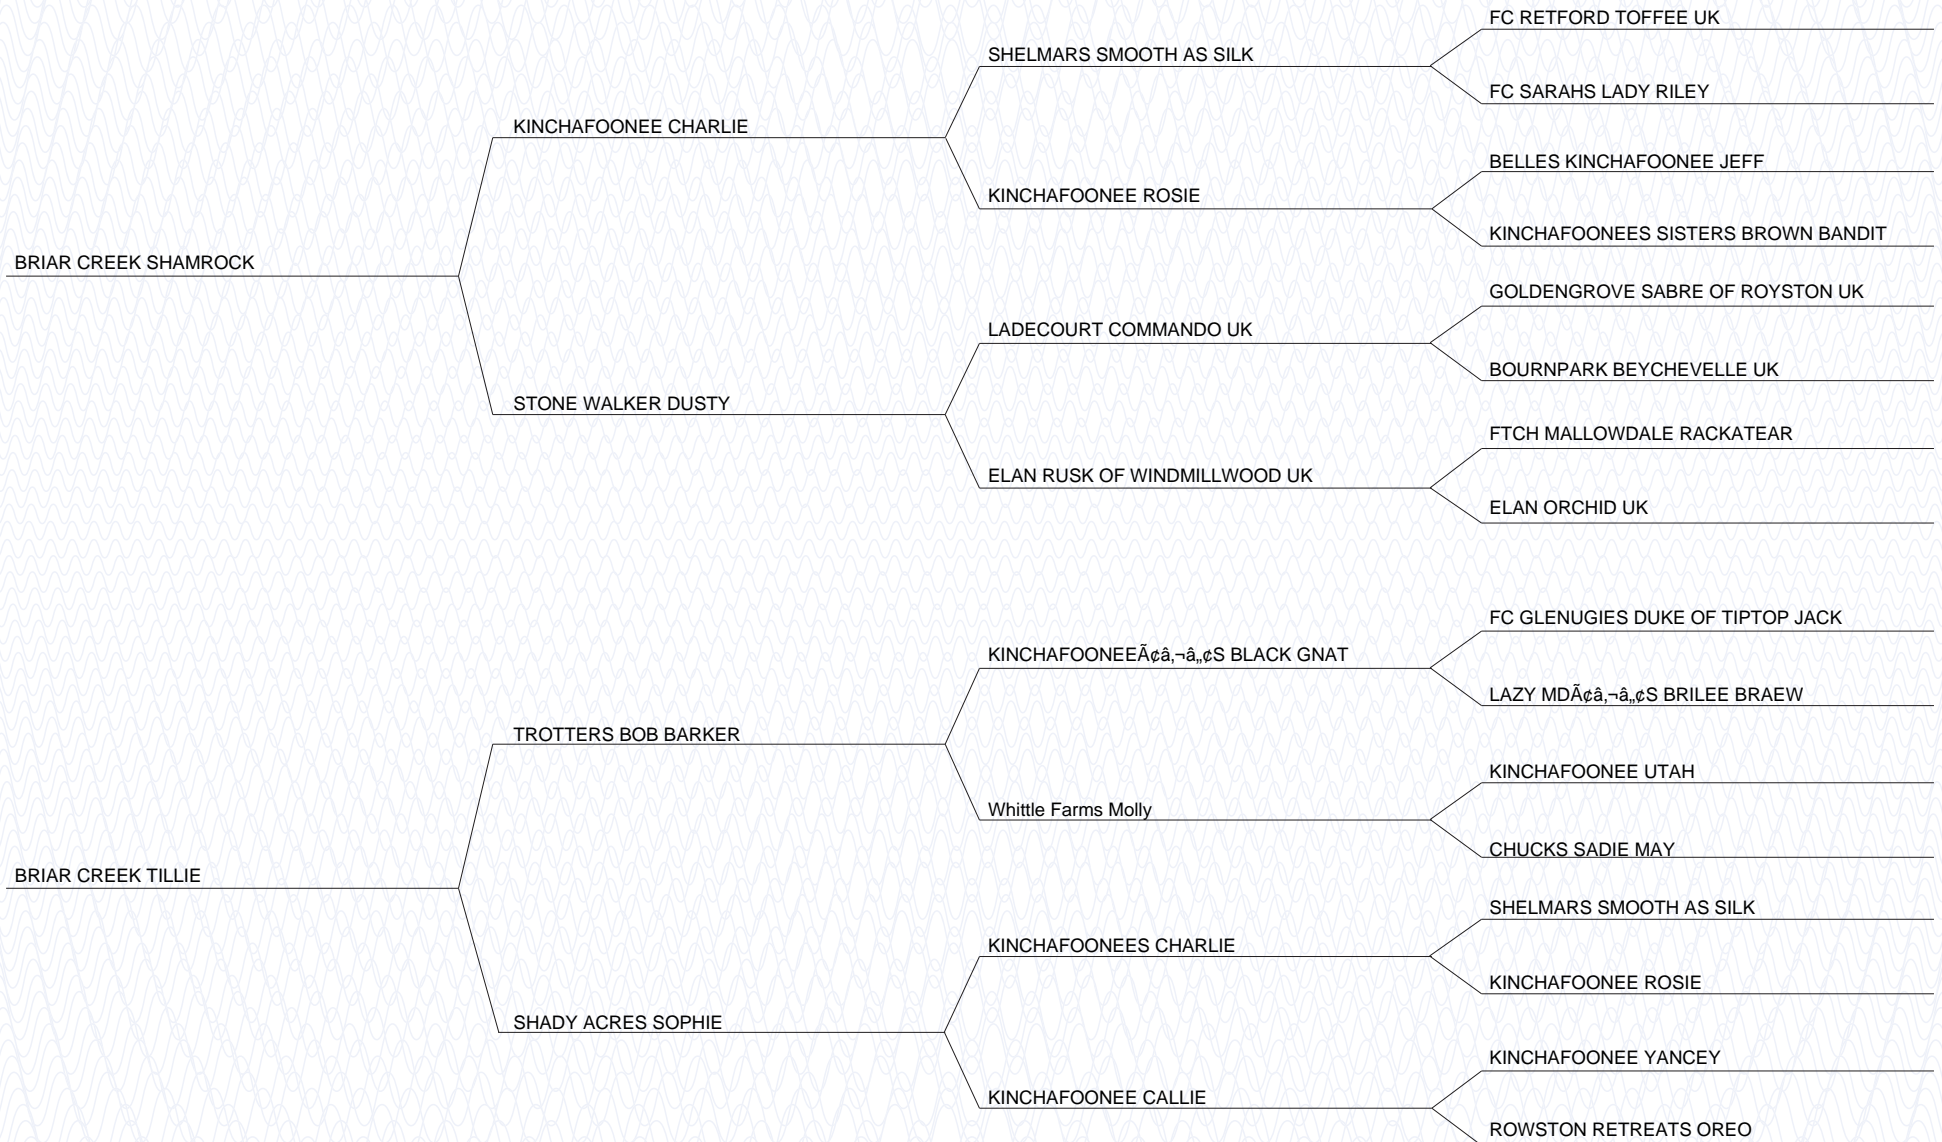 FC RETFORD TOFFEE UK
SHELMARS SMOOTH AS SILK
FC SARAHS LADY RILEY
KINCHAFOONEE CHARLIE
BELLES KINCHAFOONEE JEFF
KINCHAFOONEE ROSIE
KINCHAFOONEES SISTERS BROWN BANDIT
BRIAR CREEK SHAMROCK
GOLDENGROVE SABRE OF ROYSTON UK
LADECOURT COMMANDO UK
BOURNPARK BEYCHEVELLE UK
STONE WALKER DUSTY
FTCH MALLOWDALE RACKATEAR
ELAN RUSK OF WINDMILLWOOD UK
ELAN ORCHID UK
FC GLENUGIES DUKE OF TIPTOP JACK
KINCHAFOONEEÃ¢â‚¬â„¢S BLACK GNAT
LAZY MDÃ¢â‚¬â„¢S BRILEE BRAEW
TROTTERS BOB BARKER
KINCHAFOONEE UTAH
Whittle Farms Molly
CHUCKS SADIE MAY
BRIAR CREEK TILLIE
SHELMARS SMOOTH AS SILK
KINCHAFOONEES CHARLIE
KINCHAFOONEE ROSIE
SHADY ACRES SOPHIE
KINCHAFOONEE YANCEY
KINCHAFOONEE CALLIE
ROWSTON RETREATS OREO